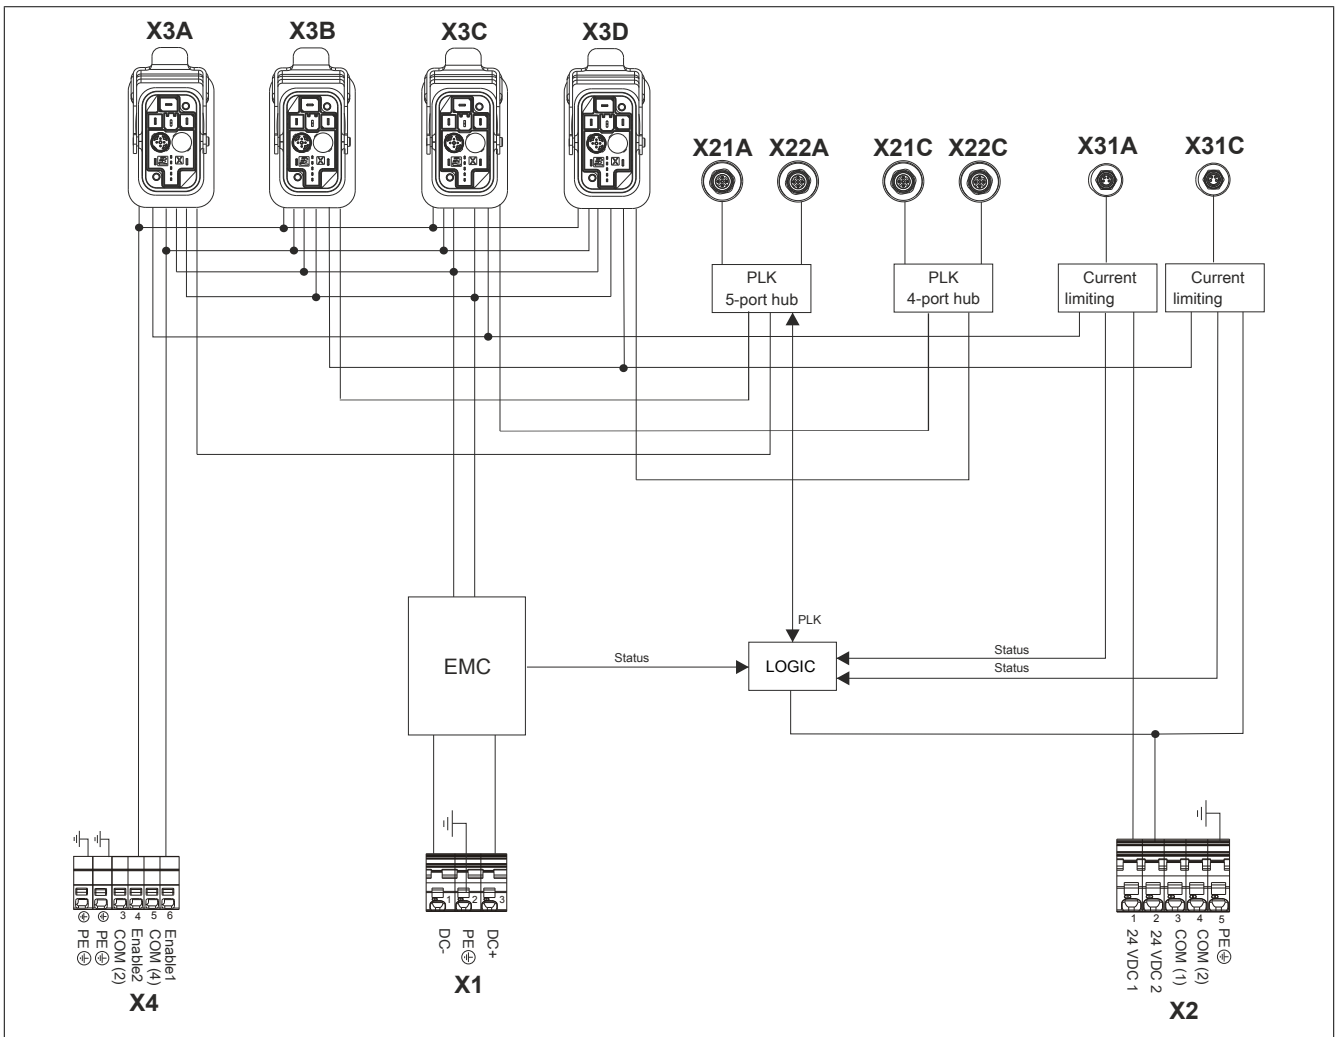 X3A X3B X3C X3D
X21A X22A X21C X22C X31A X31C
PLK
5-port hub
PLK
4-port hub
Current
limiting
Current
limiting
PLK
EMC
Status
LOGIC
Status
Status
PE
PE
3 COM (2)
4 Enable2
5 COM (4)
6 Enable1
X4
1 DC-
2 PE
3 DC+
X1
1 24 VDC 1
2 24 VDC 2
3 COM (1)
4 COM (2)
5 PE
X2